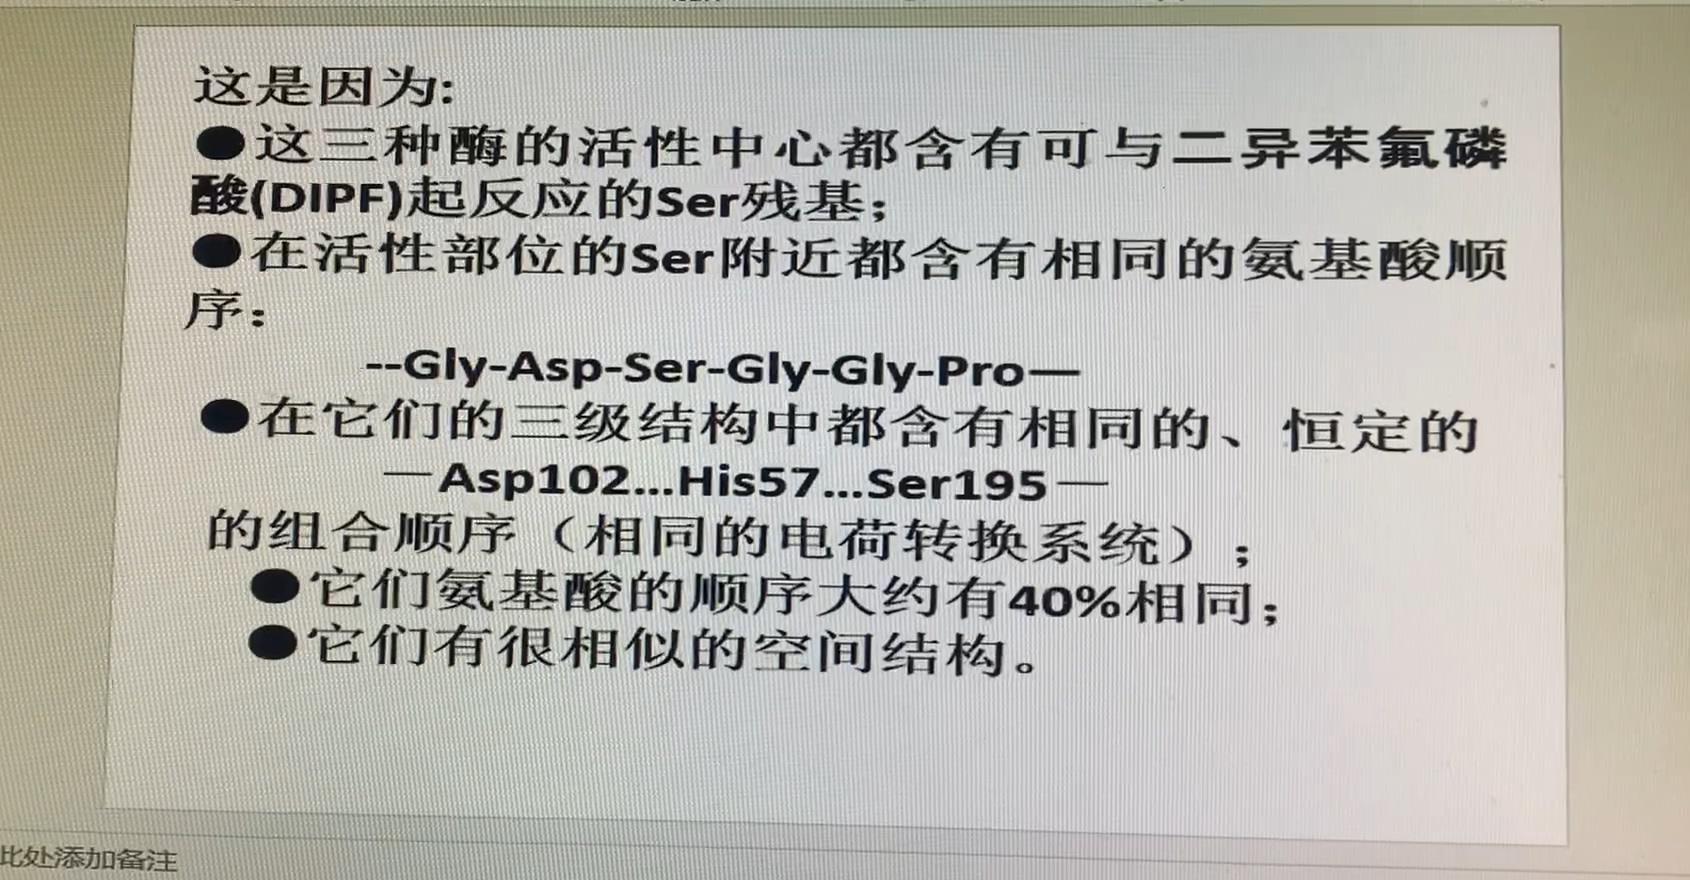 这是因为:
●这三种酶的活性中心都含有可与二异苯氟磷
酸(DIPF)起反应的Ser残基;
●在活性部位的Ser附近都含有相同的氨基酸顺
序:
--Gly-Asp-Ser-Gly-Gly-Pro—
●在它们的三级结构中都含有相同的、恒定的
—Asp102...His57...Ser195—
的组合顺序（相同的电荷转换系统）;
●它们氨基酸的顺序大约有40%相同;
●它们有很相似的空间结构。
此处添加备注